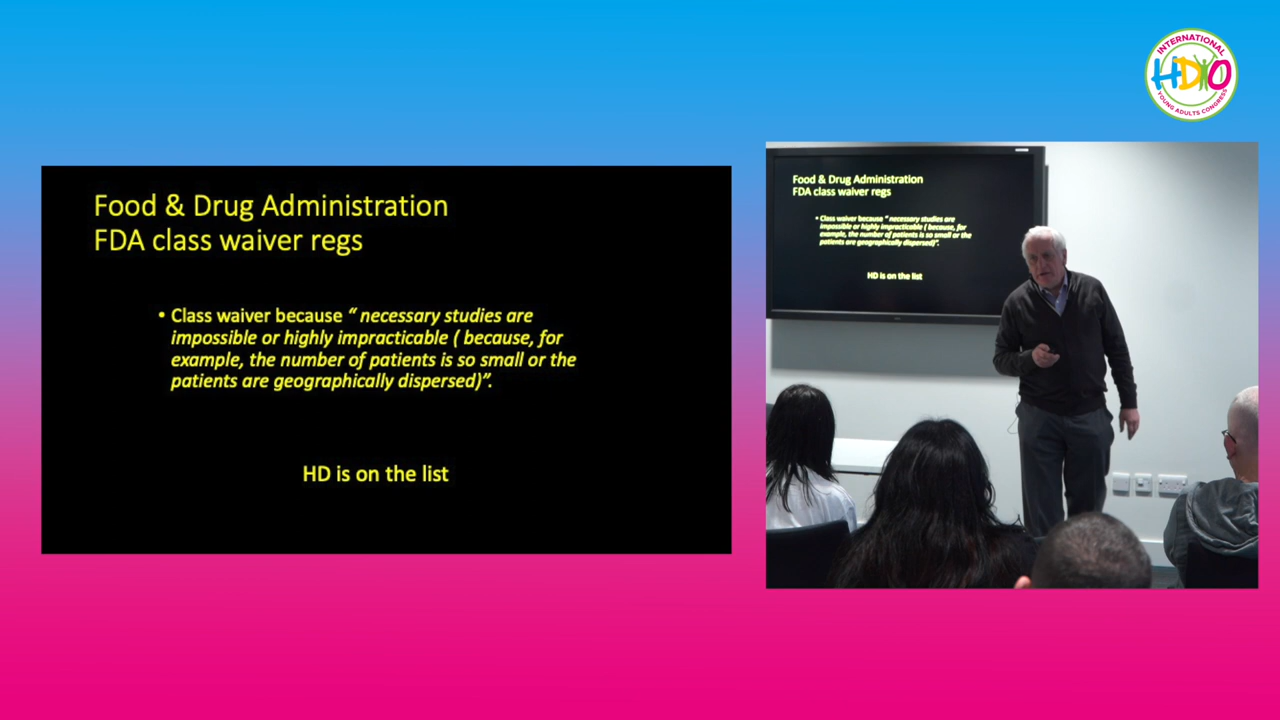 INTERNATIONAL
HDYO
YOUNG ADULTS CONGRESS
Food & Drug Administration
FDA class waiver regs
• Class waiver because “ necessary studies are
impossible or highly impracticable ( because, for
example, the number of patients is so small or the
patients are geographically dispersed)”.
HD is on the list
Food & Drug Administration
FDA class waiver regs
• Class waiver because “ necessary studies are
impossible or highly impracticable ( because, for
example, the number of patients is so small or the
patients are geographically dispersed)”.
HD is on the list